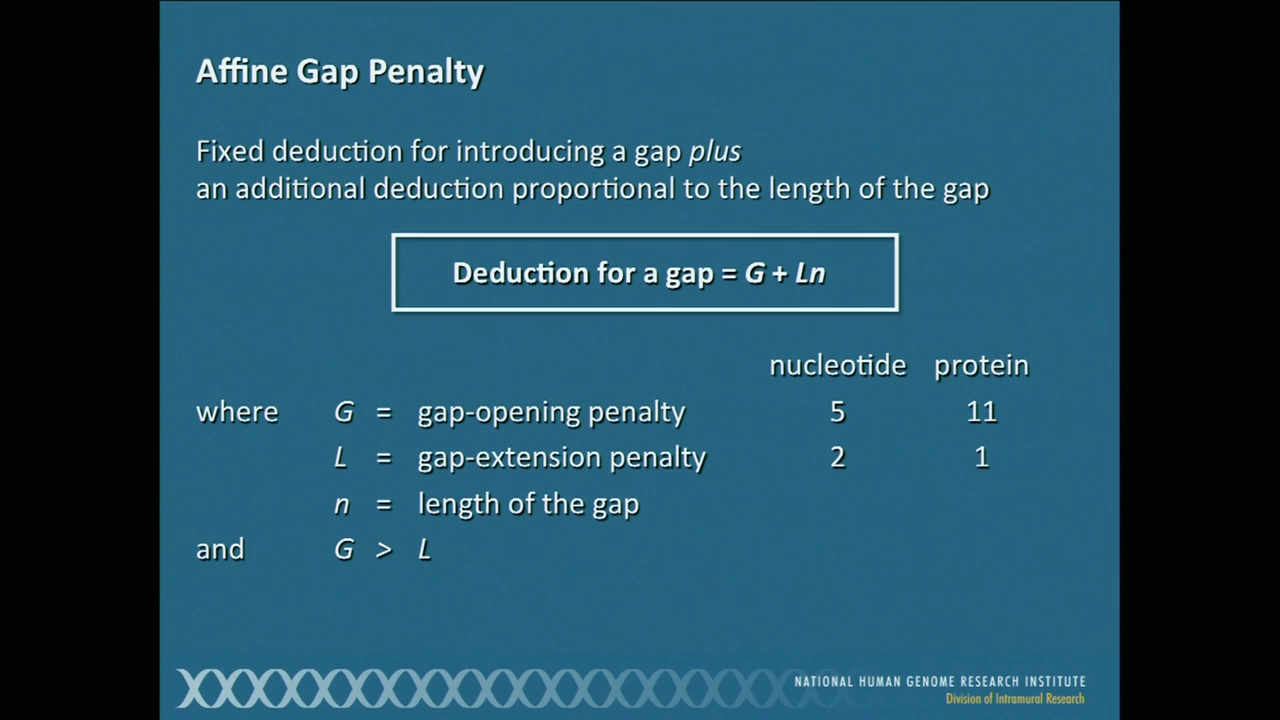 Affine Gap Penalty
Fixed deduction for introducing a gap plus
an additional deduction proportional to the length of the gap
Deduction for a gap = G + Ln
nucleotide protein
where G = gap-opening penalty 5 11
L = gap-extension penalty 2 1
n = length of the gap
and G > L
NATIONAL HUMAN GENOME RESEARCH INSTITUTE
Division of Intramural Research